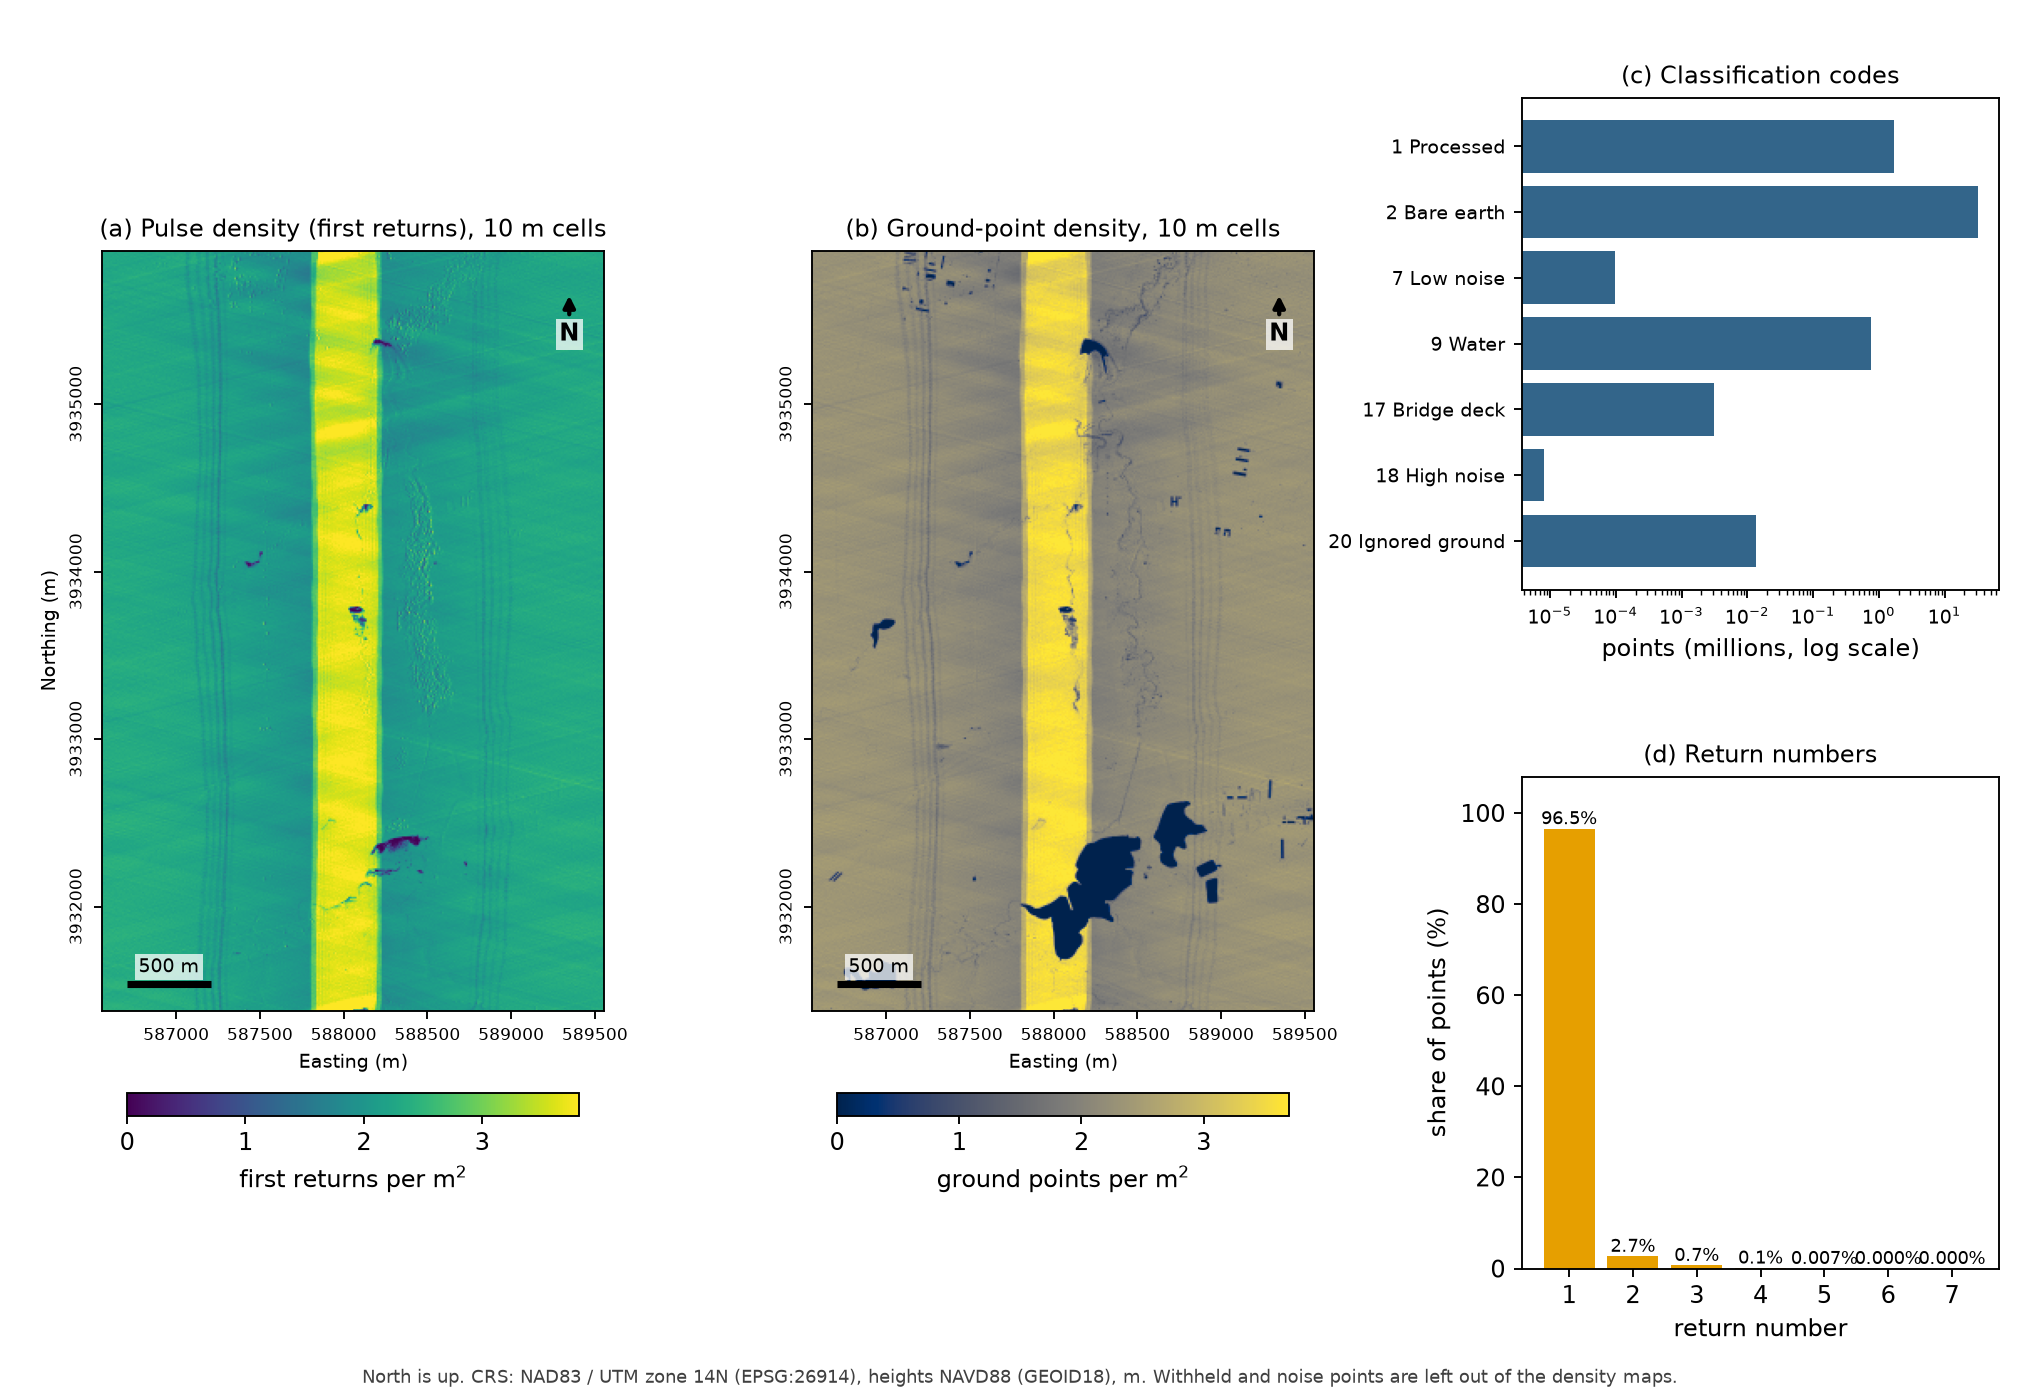 (a) Pulse density (first returns), 10 m cells
N
3935000
3934000
3933000
3932000
Northing (m)
500 m
587000 587500 588000 588500 589000 589500
Easting (m)
0 1 2 3
first returns per m²
(b) Ground-point density, 10 m cells
N
3935000
3934000
3933000
3932000
500 m
587000 587500 588000 588500 589000 589500
Easting (m)
0 1 2 3
ground points per m²
(c) Classification codes
1 Processed
2 Bare earth
7 Low noise
9 Water
17 Bridge deck
18 High noise
20 Ignored ground
10⁻⁵ 10⁻⁴ 10⁻³ 10⁻² 10⁻¹ 10⁰ 10¹
points (millions, log scale)
(d) Return numbers
share of points (%)
100
80
60
40
20
0
96.5% 2.7% 0.7% 0.1% 0.007% 0.000% 0.000%
1 2 3 4 5 6 7
return number
North is up. CRS: NAD83 / UTM zone 14N (EPSG:26914), heights NAVD88 (GEOID18), m. Withheld and noise points are left out of the density maps.